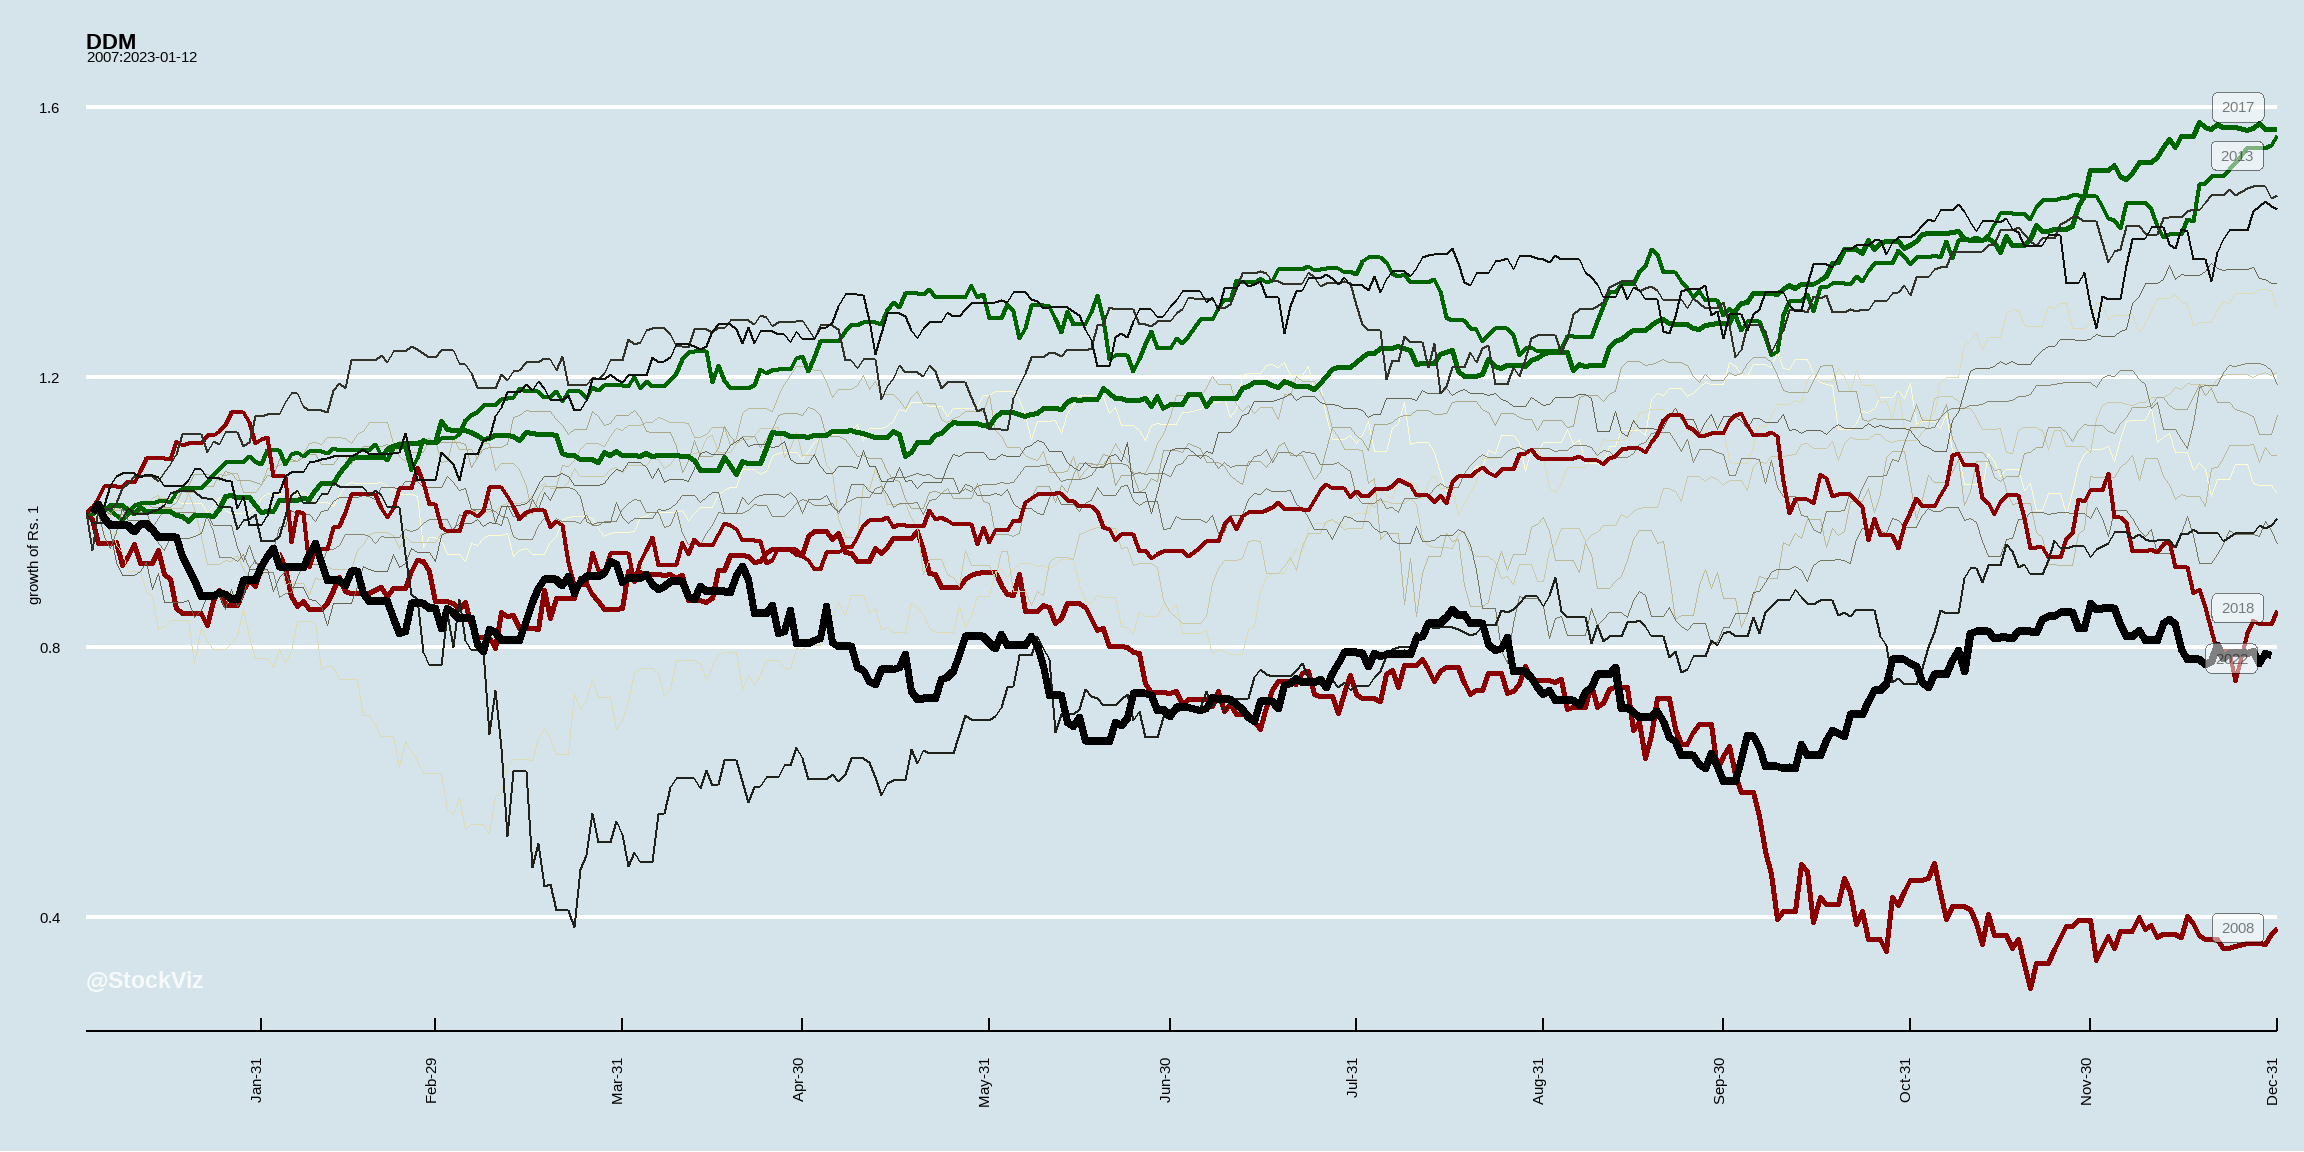 DDM
2007:2023-01-12
growth of Rs. 1
1.6
1.2
0.8
0.4
2017
2013
2018
2022
2008
@StockViz
Jan-31
Feb-29
Mar-31
Apr-30
May-31
Jun-30
Jul-31
Aug-31
Sep-30
Oct-31
Nov-30
Dec-31